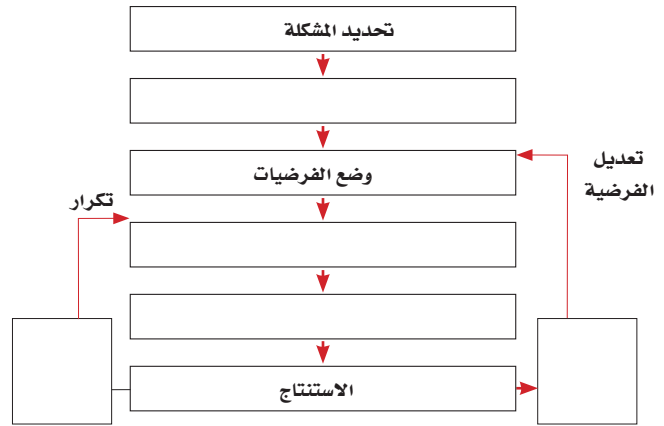 تحديد المشكلة
وضع الفرضيات
تعديل
الفرضية
تكرار
الاستنتاج